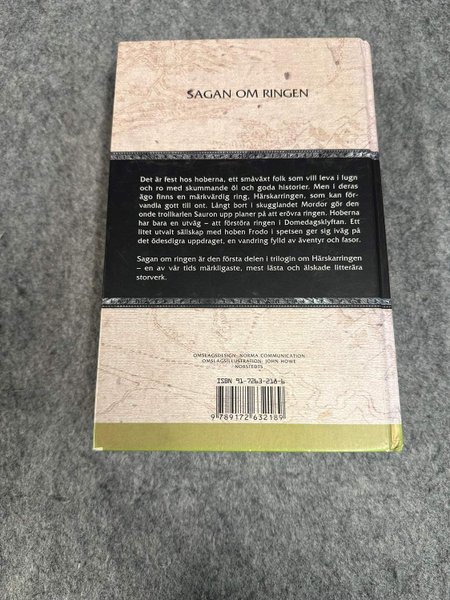 SAGAN OM RINGEN
Det är fest hos hoberna, ett småväxt folk som vill leva i lugn
och ro med skummande öl och goda historier. Men i deras
ägo finns en märkvärdig ring, Härskarringen, som kan för-
vandla gott till ont. Långt bort i skugglandet Mordor gör den
onde trollkarlen Sauron upp planer på att erövra ringen. Hoberna
har bara en utväg – att förstöra ringen i Domedagsklyftan. Ett
litet utvalt sällskap med hoben Frodo i spetsen ger sig iväg på
det ödesdigra uppdraget, en vandring fylld av äventyr och fasor.
Sagan om ringen är den första delen i trilogin om Härskarringen
– en av vår tids märkligaste, mest lästa och älskade litterära
storverk.
OMSLAGSDESIGN: NORMA COMMUNICATION
OMSLAGSILLUSTRATION: JOHN HOWE
NORSTEDTS
ISBN 91-7263-218-6
9 789172 632189